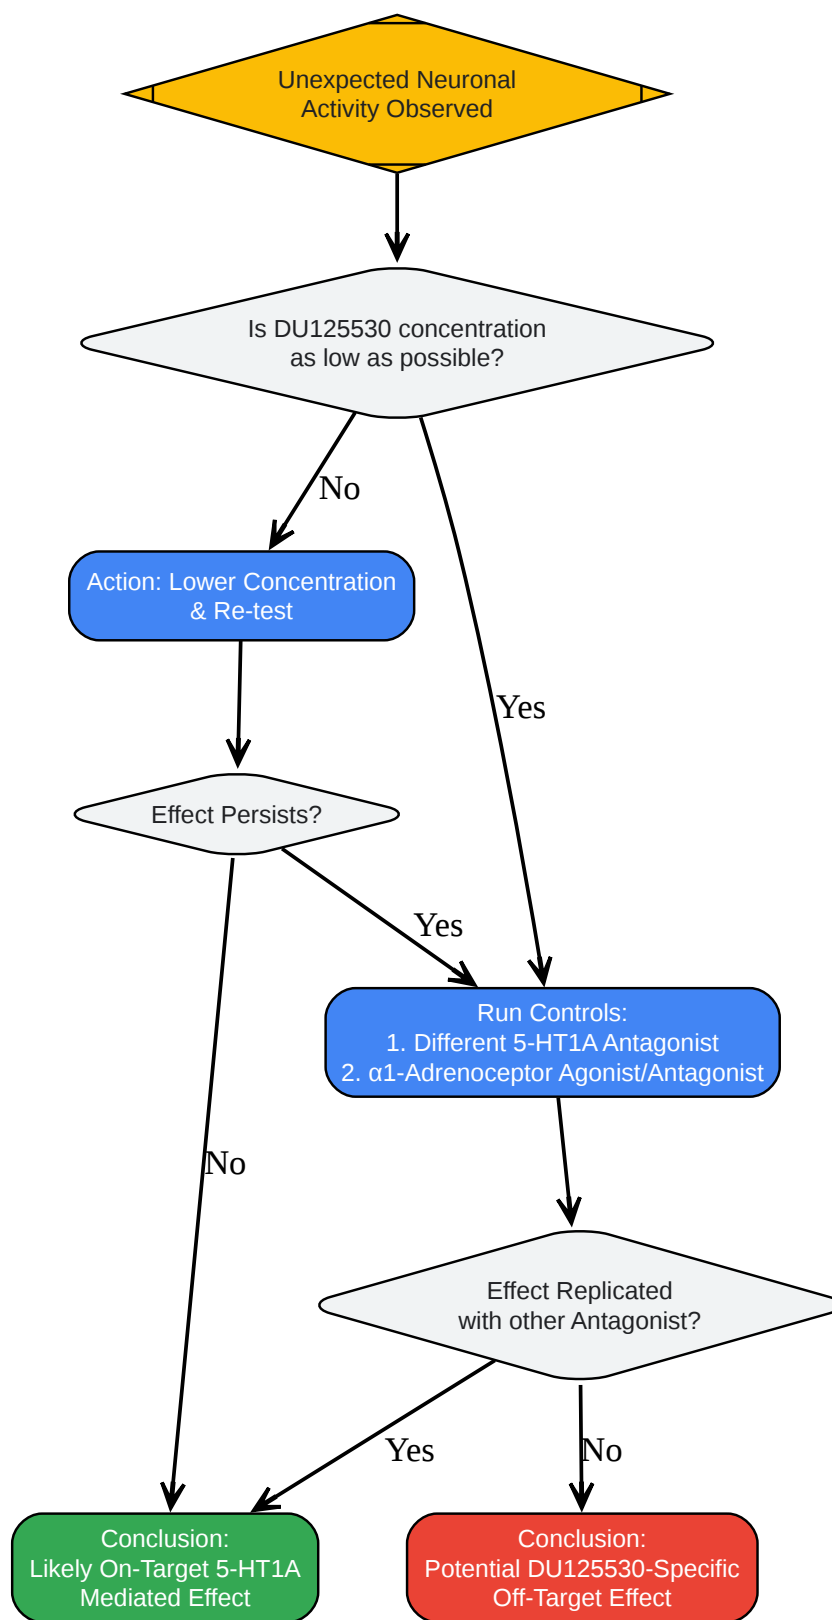 Unexpected Neuronal
Activity Observed
Is DU125530 concentration
as low as possible?
No
Action: Lower Concentration
& Re-test
Yes
Effect Persists?
Yes
Run Controls:
1. Different 5-HT1A Antagonist
2. α1-Adrenoceptor Agonist/Antagonist
No
Effect Replicated
with other Antagonist?
Yes
No
Conclusion:
Likely On-Target 5-HT1A
Mediated Effect
Conclusion:
Potential DU125530-Specific
Off-Target Effect